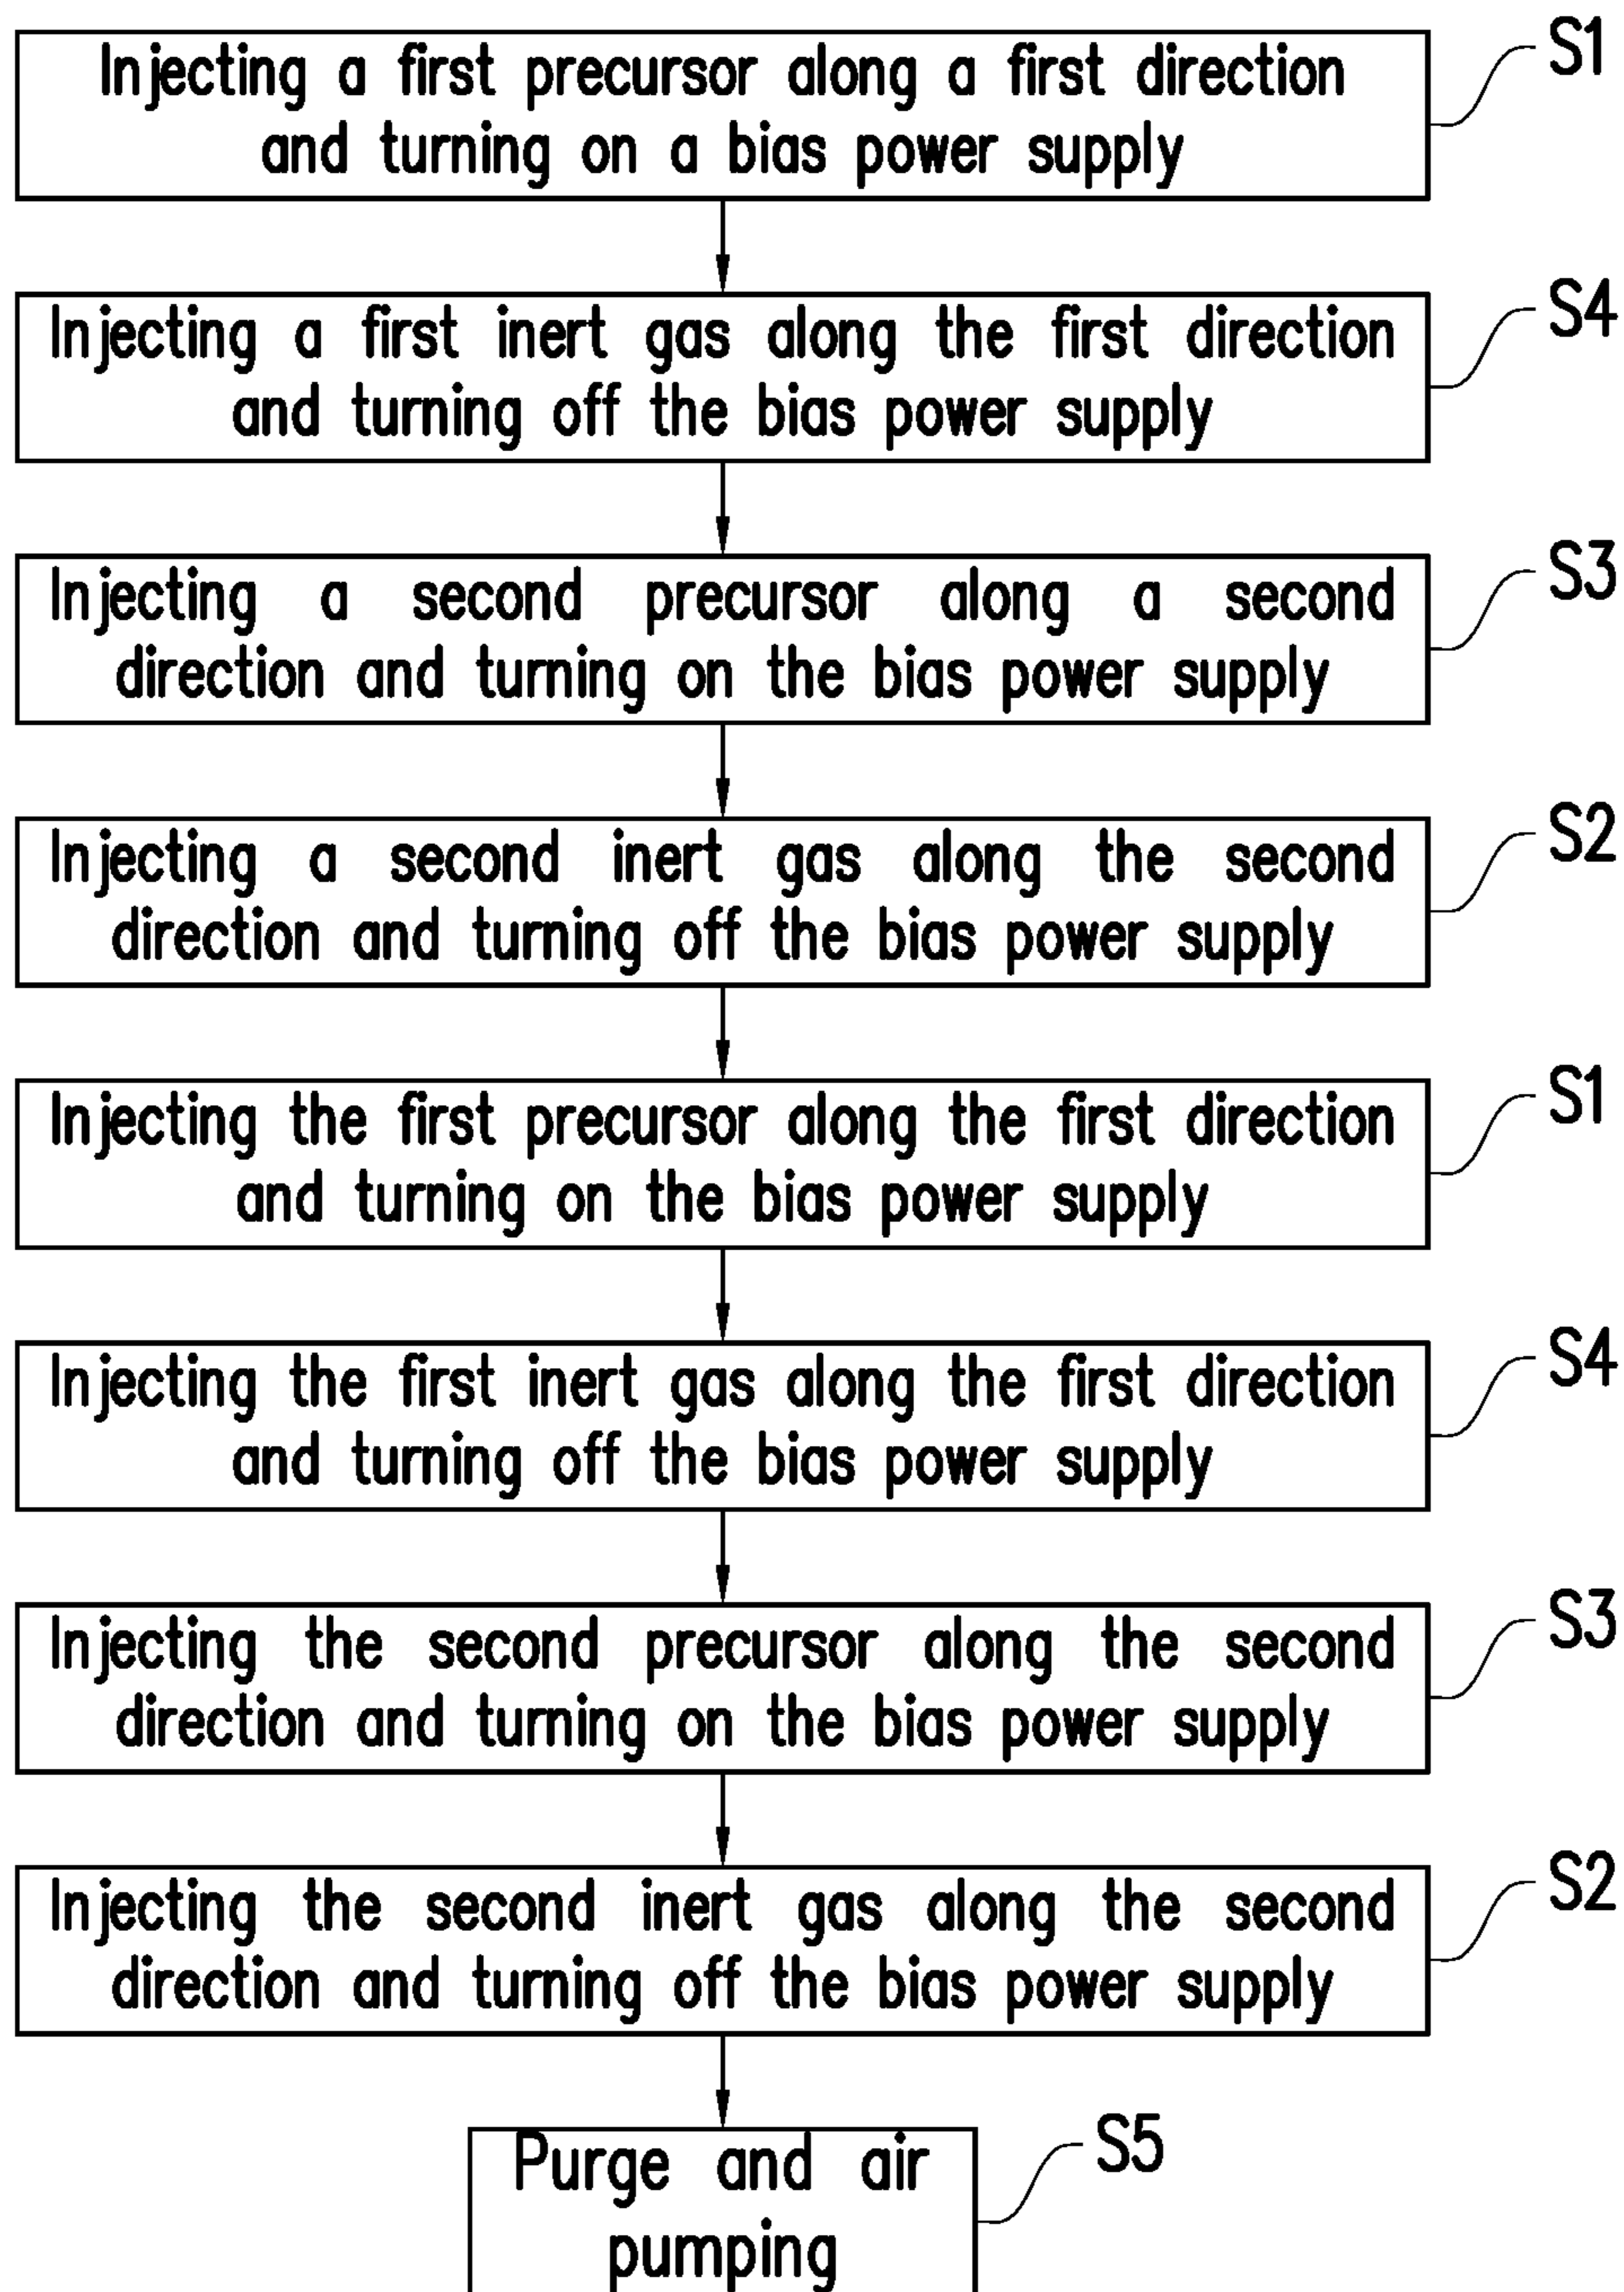 Injecting a first precursor along a first direction
and turning on a bias power supply
S1
Injecting a first inert gas along the first direction
and turning off the bias power supply
S4
Injecting a second precursor along a second
direction and turning on the bias power supply
S3
Injecting a second inert gas along the second
direction and turning off the bias power supply
S2
Injecting the first precursor along the first direction
and turning on the bias power supply
S1
Injecting the first inert gas along the first direction
and turning off the bias power supply
S4
Injecting the second precursor along the second
direction and turning on the bias power supply
S3
Injecting the second inert gas along the second
direction and turning off the bias power supply
S2
Purge and air
pumping
S5